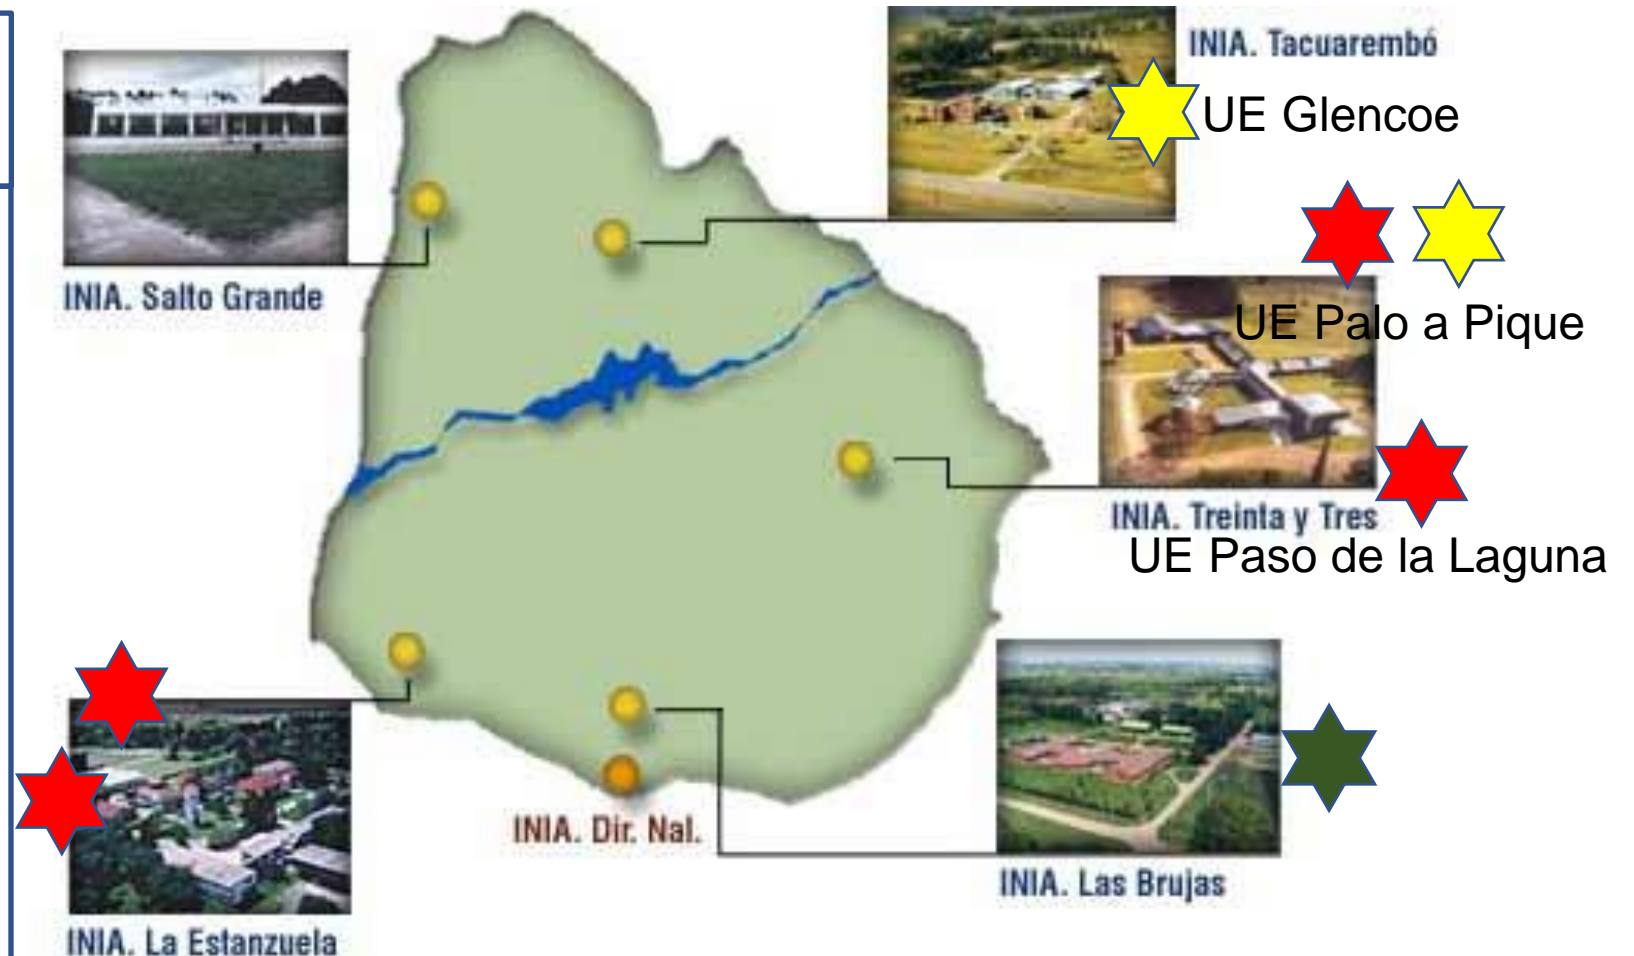 INIA. Tacuarembó
UE Glencoe
INIA. Salto Grande
UE Palo a Pique
INIA. Treinta y Tres
UE Paso de la Laguna
INIA. Dir. Nal.
INIA. Las Brujas
INIA. La Estanzuela